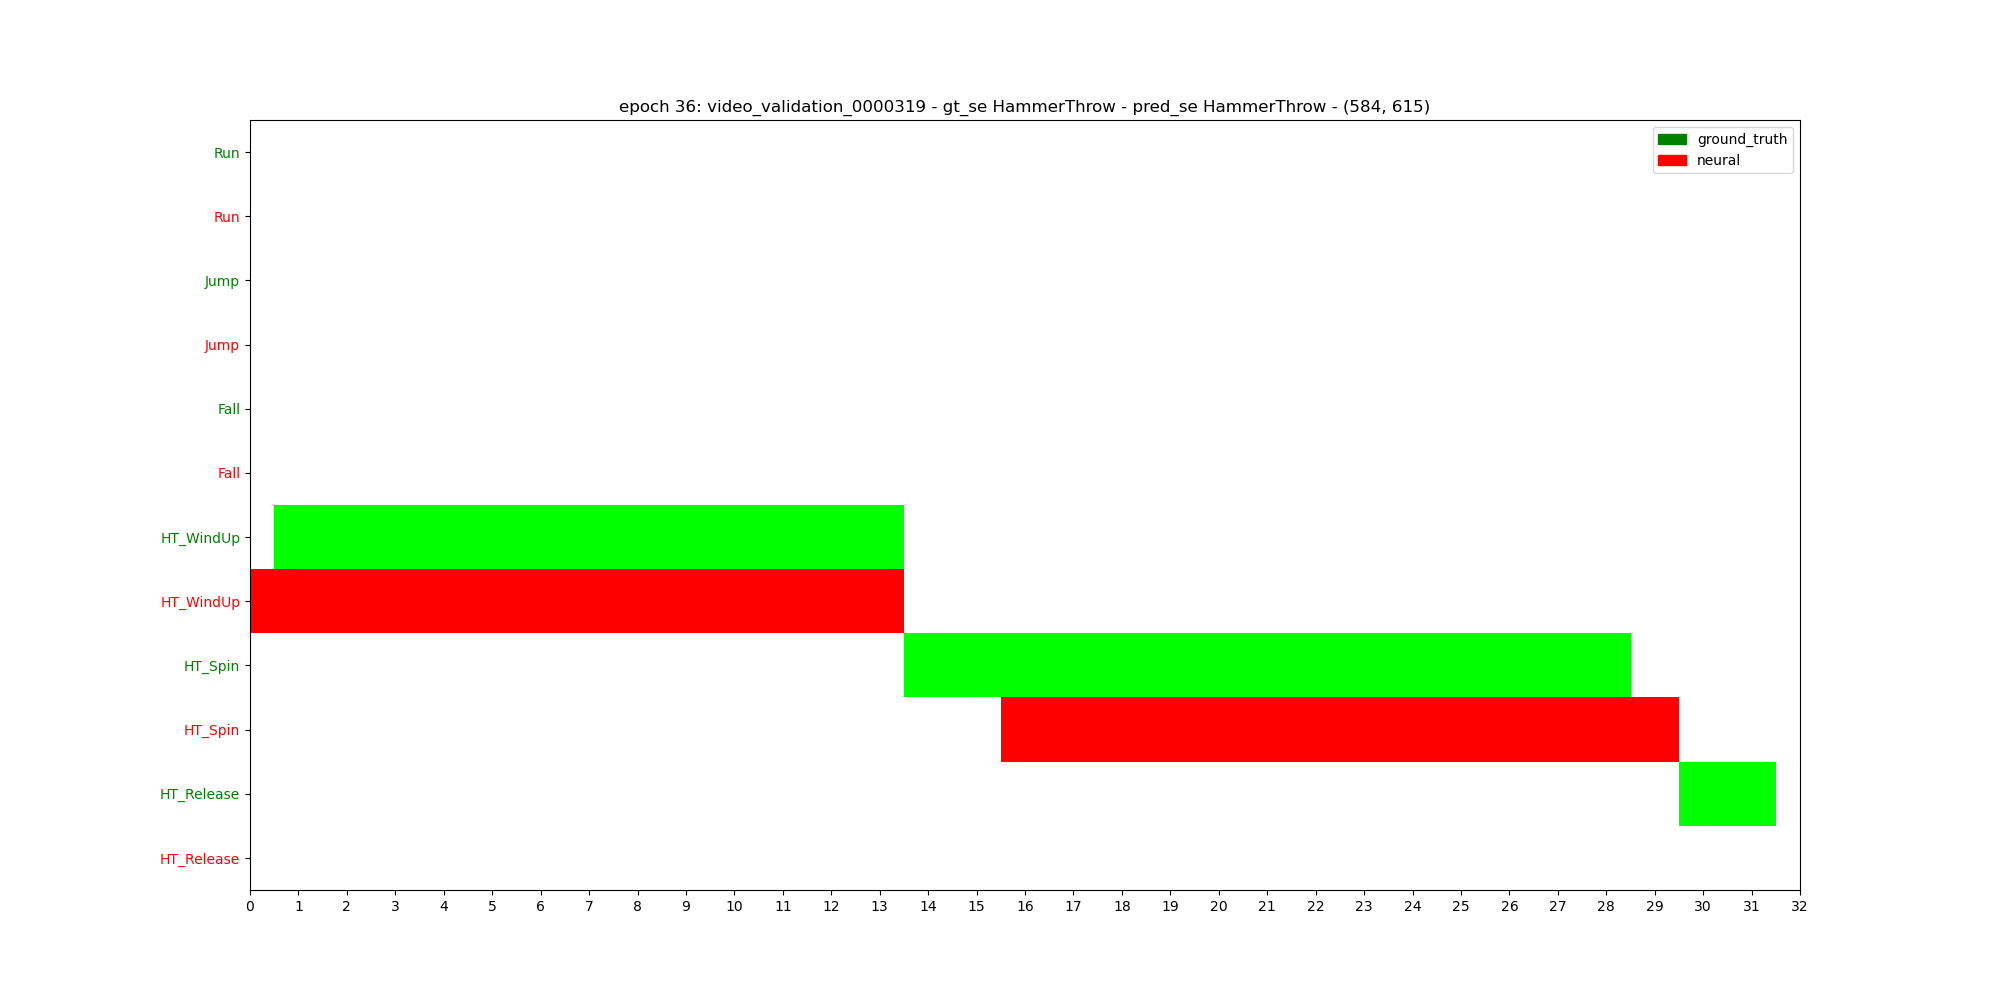 epoch 36: video_validation_0000319 - gt_se HammerThrow - pred_se HammerThrow - (584, 615)
ground_truth
neural
Run
Run
Jump
Jump
Fall
Fall
HT_WindUp
HT_WindUp
HT_Spin
HT_Spin
HT_Release
HT_Release
0 1 2 3 4 5 6 7 8 9 10 11 12 13 14 15 16 17 18 19 20 21 22 23 24 25 26 27 28 29 30 31 32